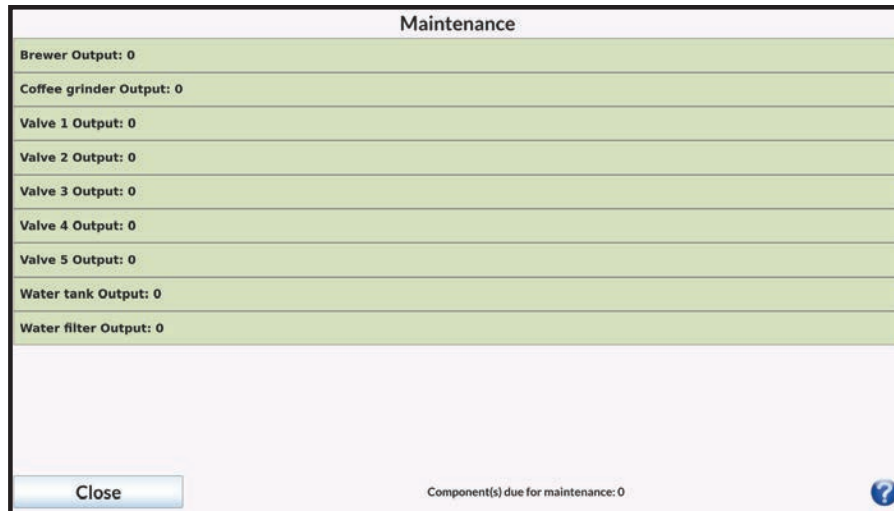 Maintenance
Brewer Output: 0
Coffee grinder Output: 0
Valve 1 Output: 0
Valve 2 Output: 0
Valve 3 Output: 0
Valve 4 Output: 0
Valve 5 Output: 0
Water tank Output: 0
Water filter Output: 0
Close
Component(s) due for maintenance: 0
?